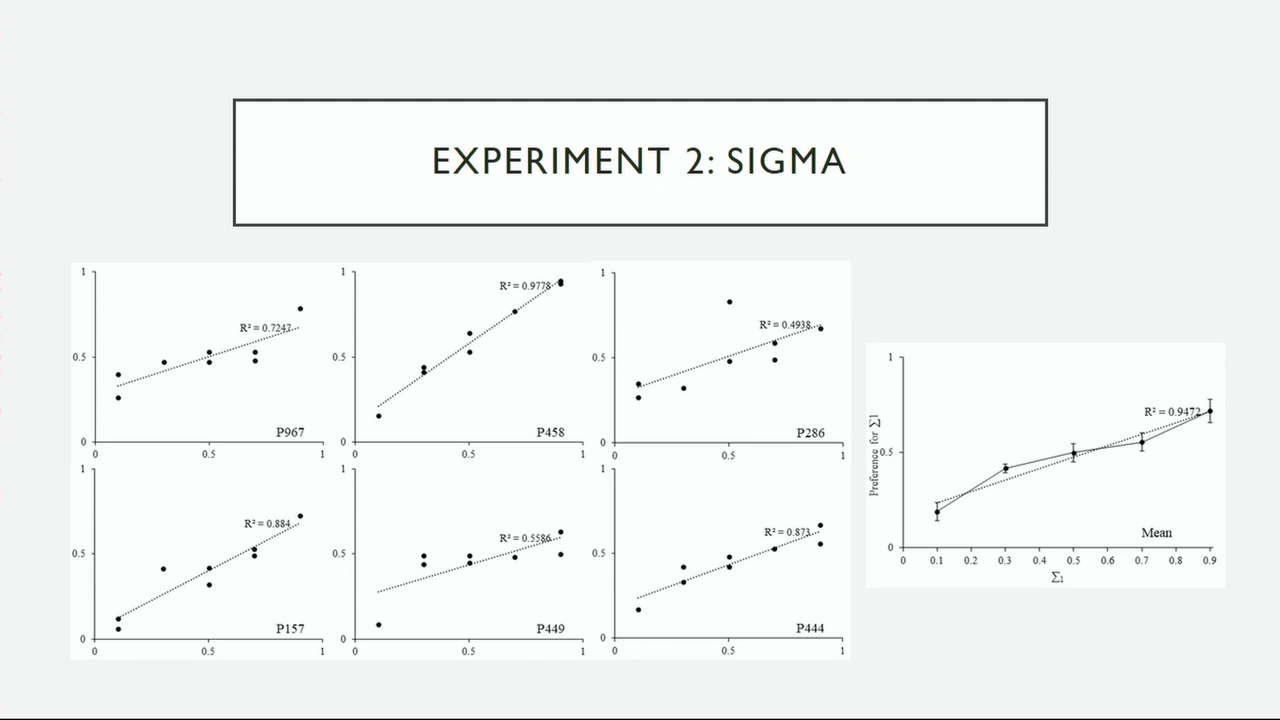 EXPERIMENT 2: SIGMA
1
R² = 0.7247
0.5
P967
0
0 0.5 1
1
R² = 0.9778
0.5
P458
0
0 0.5 1
1
R² = 0.4938
0.5
P286
0
0 0.5 1
1
R² = 0.884
0.5
P157
0
0 0.5 1
1
R² = 0.5586
0.5
P449
0
0 0.5 1
1
R² = 0.873
0.5
P444
0
0 0.5 1
Preference for ∑1
1
R² = 0.9472
0.5
Mean
0
0 0.1 0.2 0.3 0.4 0.5 0.6 0.7 0.8 0.9
∑1